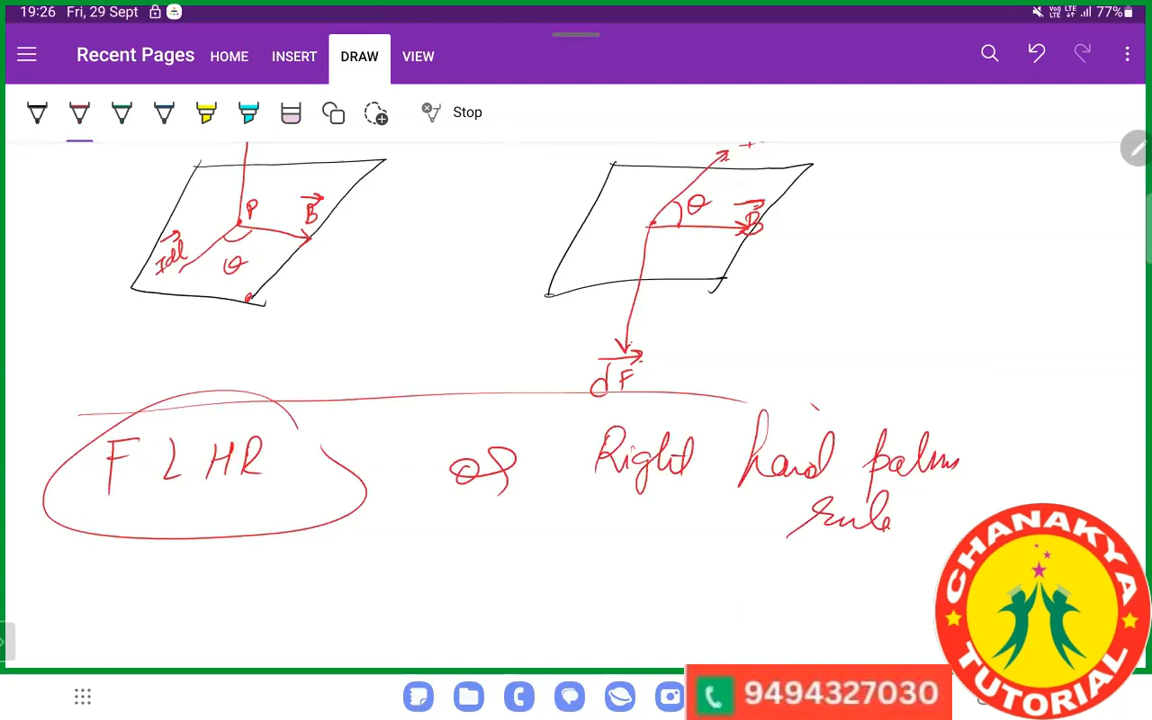 19:26 Fri, 29 Sept
77%
Recent Pages HOME INSERT DRAW VIEW
Stop
P
B
Idl
θ
θ
B
dF
F L HR or Right hand palm
rule
CHANAKYA
TUTORIAL
9494327030